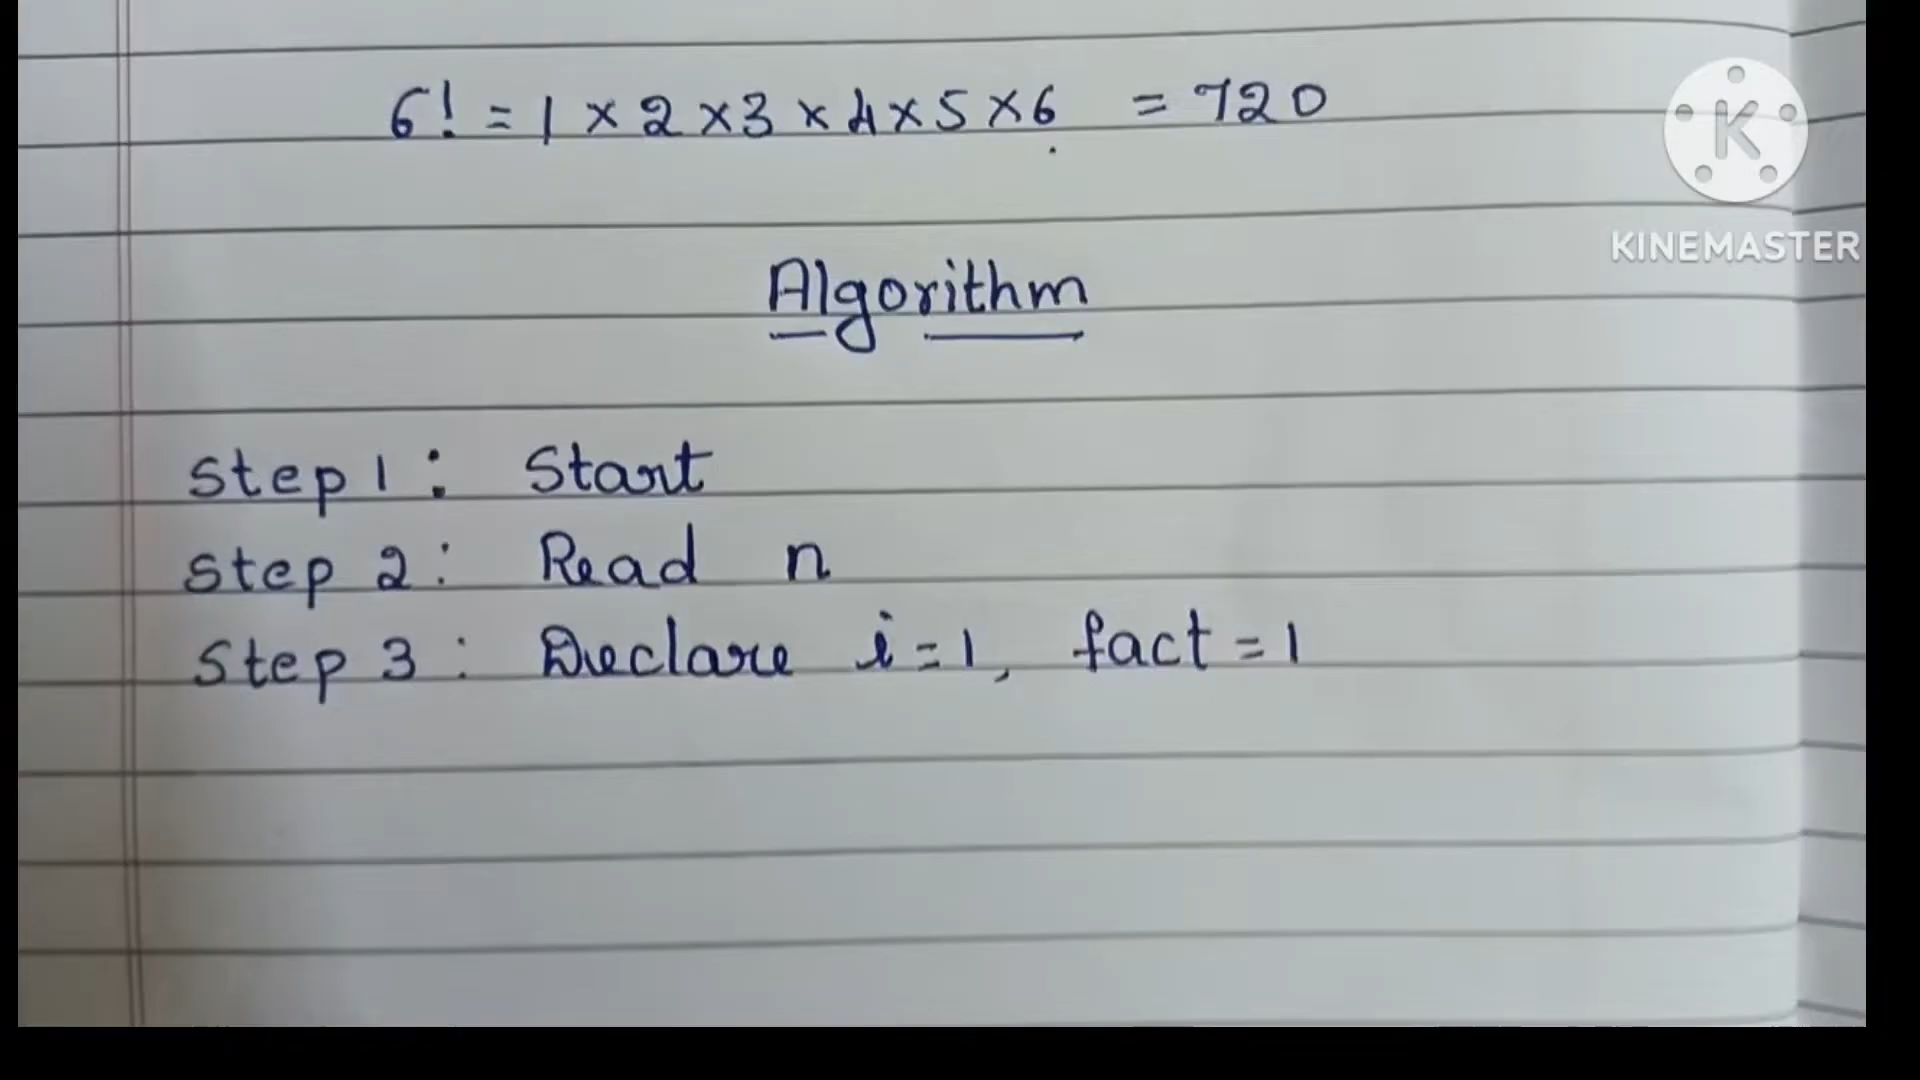 6! = 1 × 2 × 3 × 4 × 5 × 6 = 720
K
KINEMASTER
Algorithm
Step 1 : Start
Step 2 : Read n
Step 3 : Declare i = 1, fact = 1